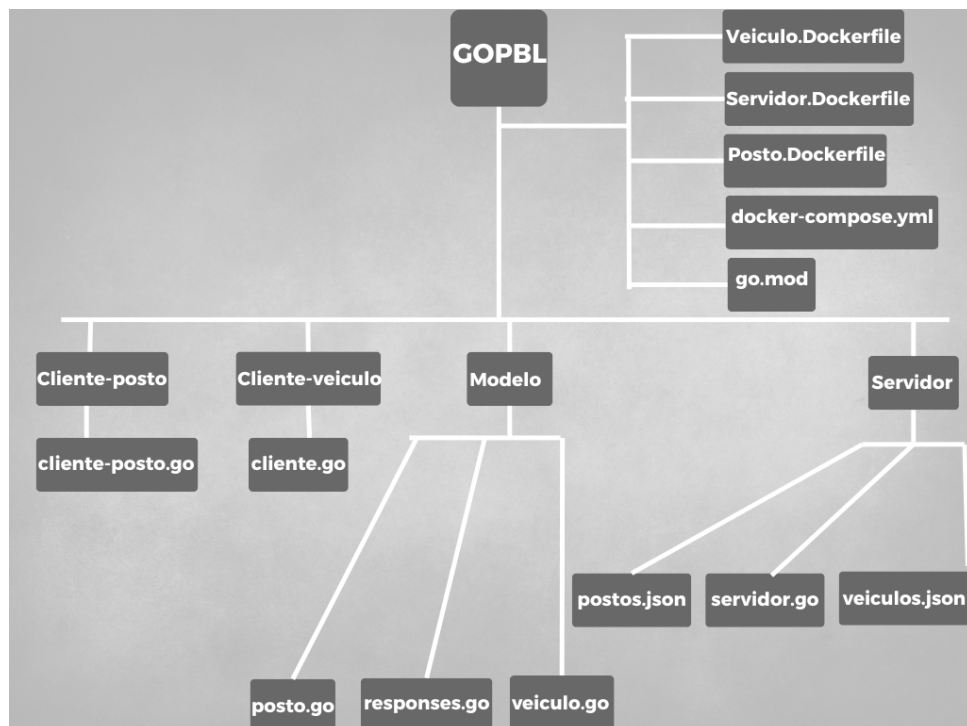 GOPBL
Veiculo.Dockerfile
Servidor.Dockerfile
Posto.Dockerfile
docker-compose.yml
go.mod
Cliente-posto
Cliente-veiculo
Modelo
Servidor
cliente-posto.go
cliente.go
postos.json
servidor.go
veiculos.json
posto.go
responses.go
veiculo.go